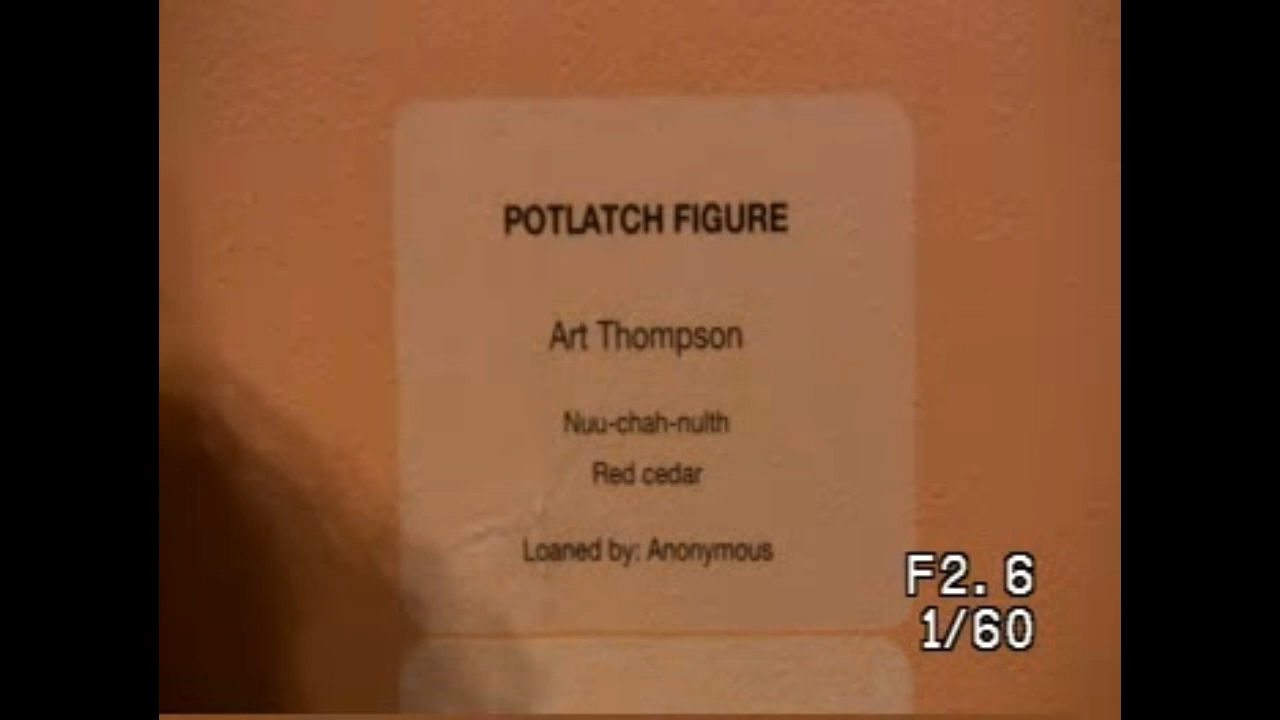 POTLATCH FIGURE
Art Thompson
Nuu-chah-nulth
Red cedar
Loaned by: Anonymous
F2.6
1/60